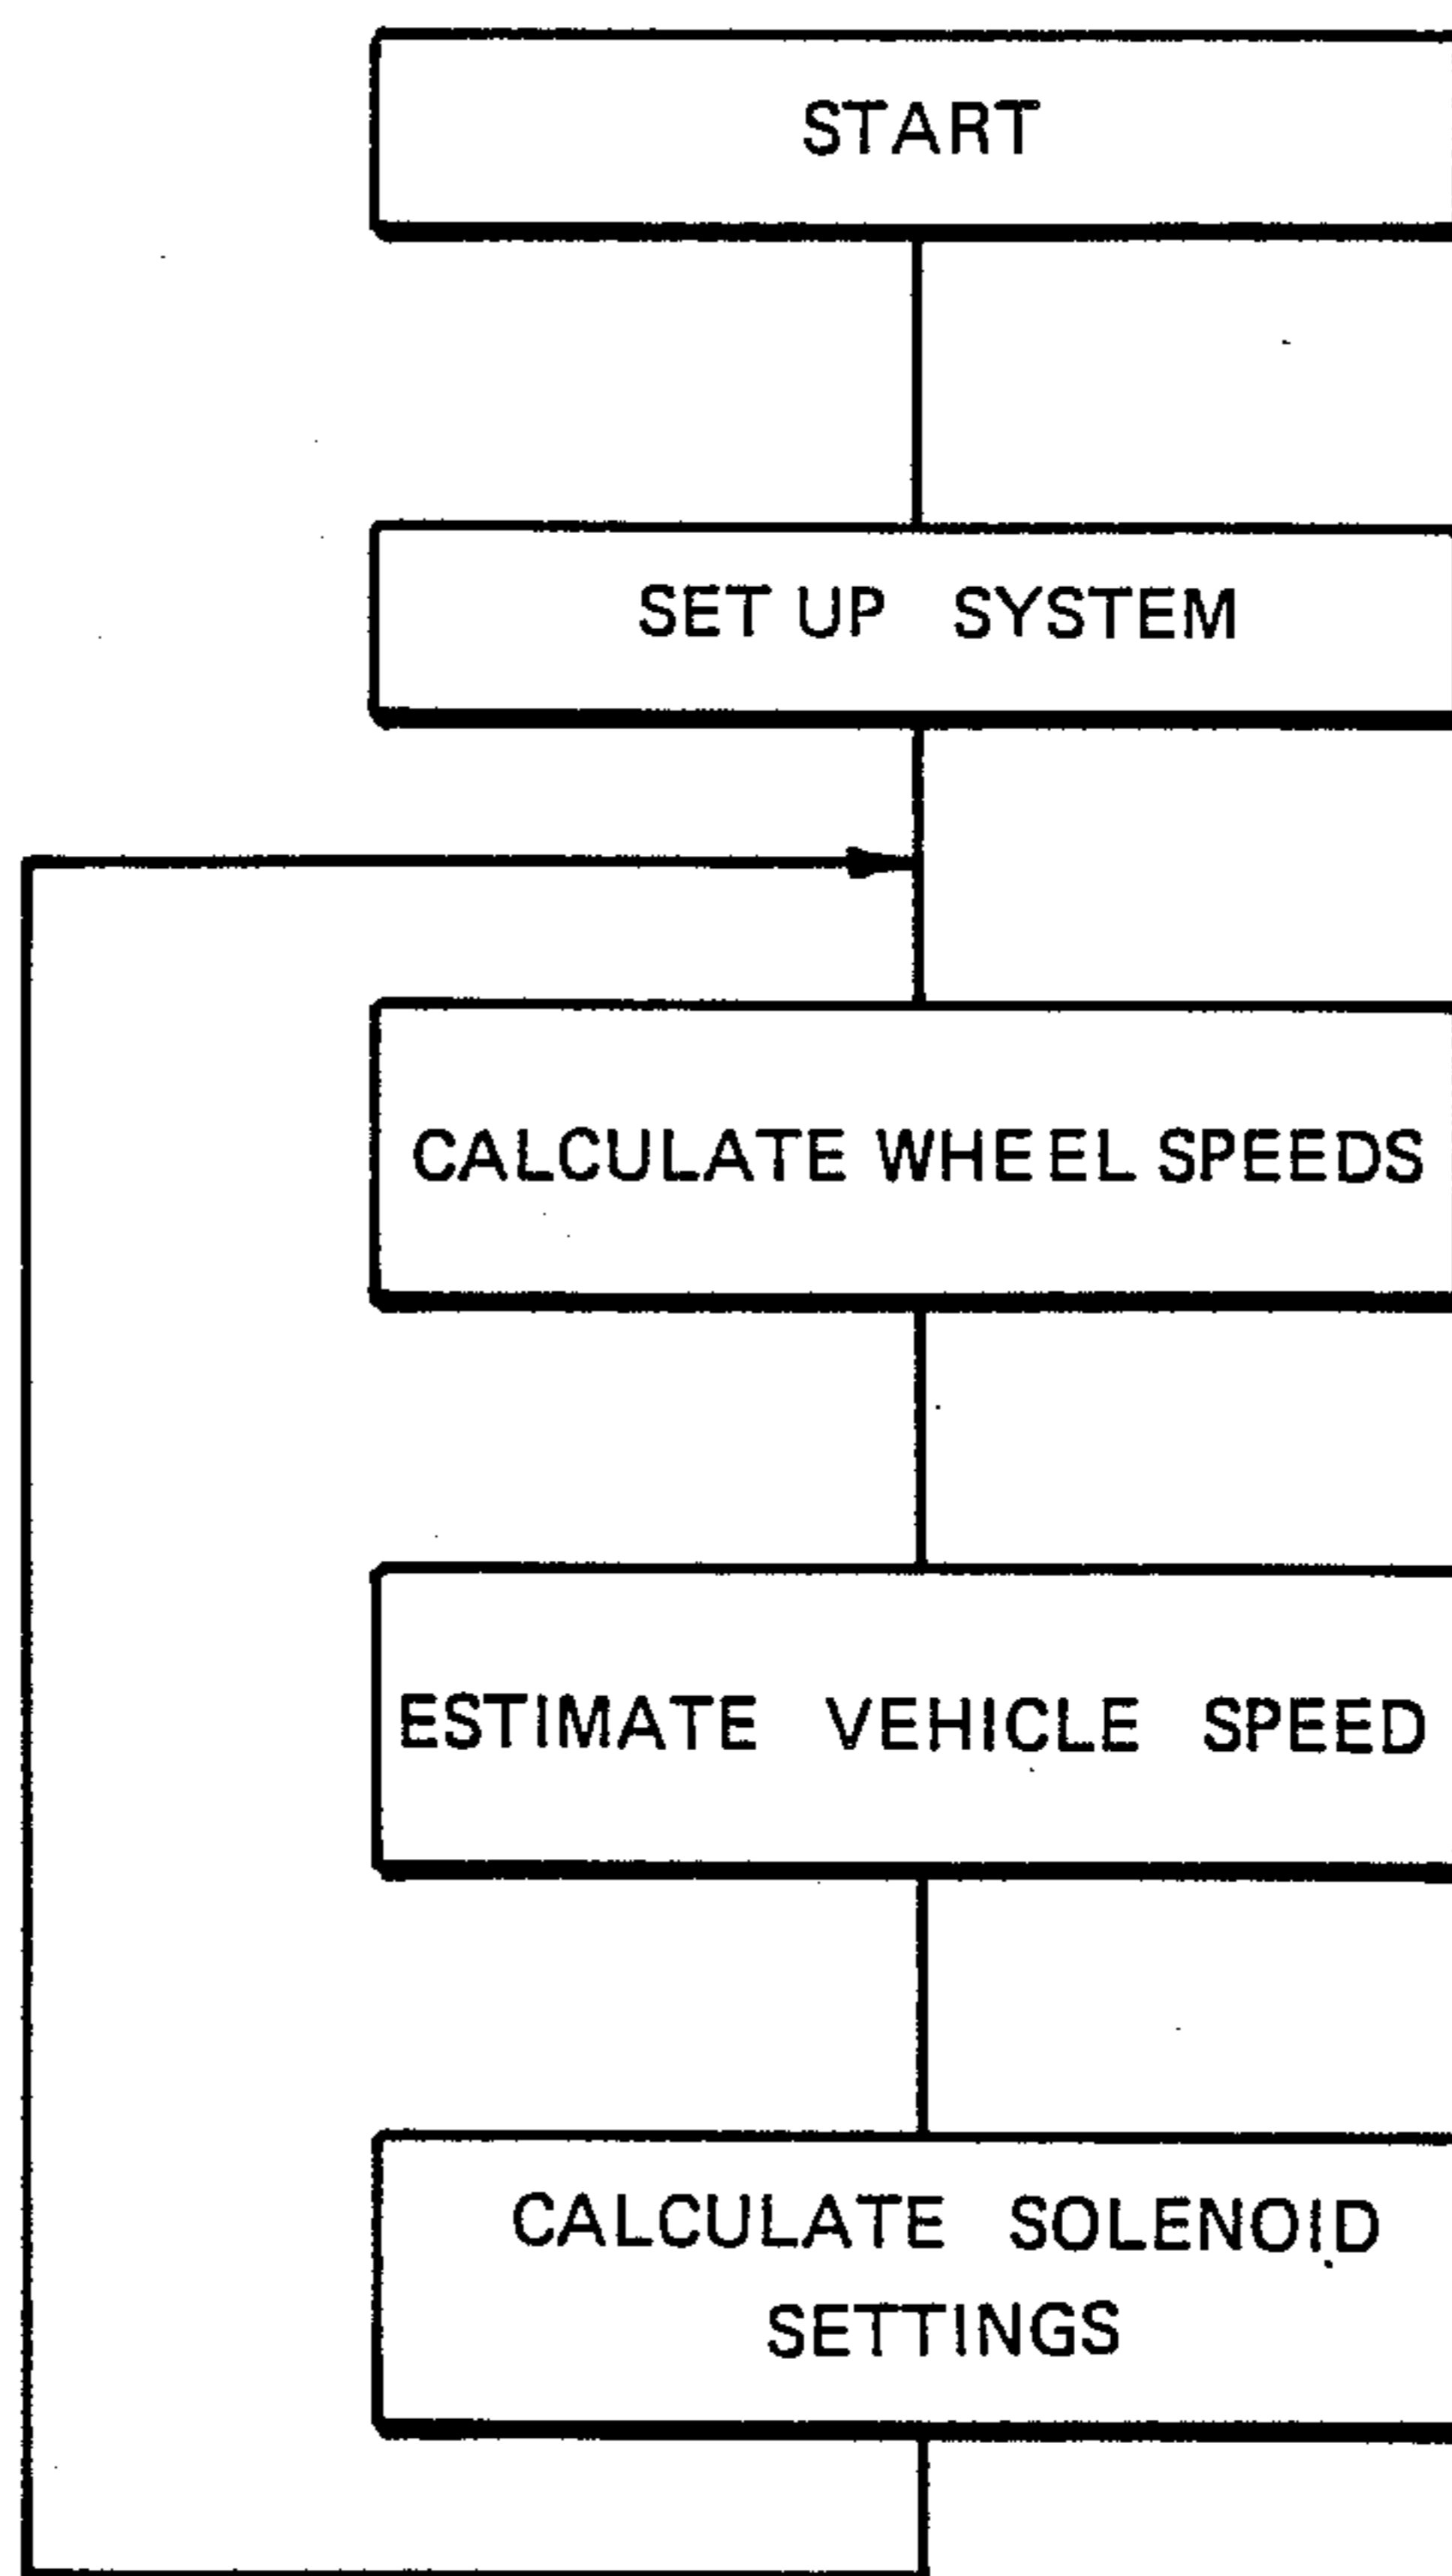 START
SET UP SYSTEM
CALCULATE WHEEL SPEEDS
ESTIMATE VEHICLE SPEED
CALCULATE SOLENOID
SETTINGS